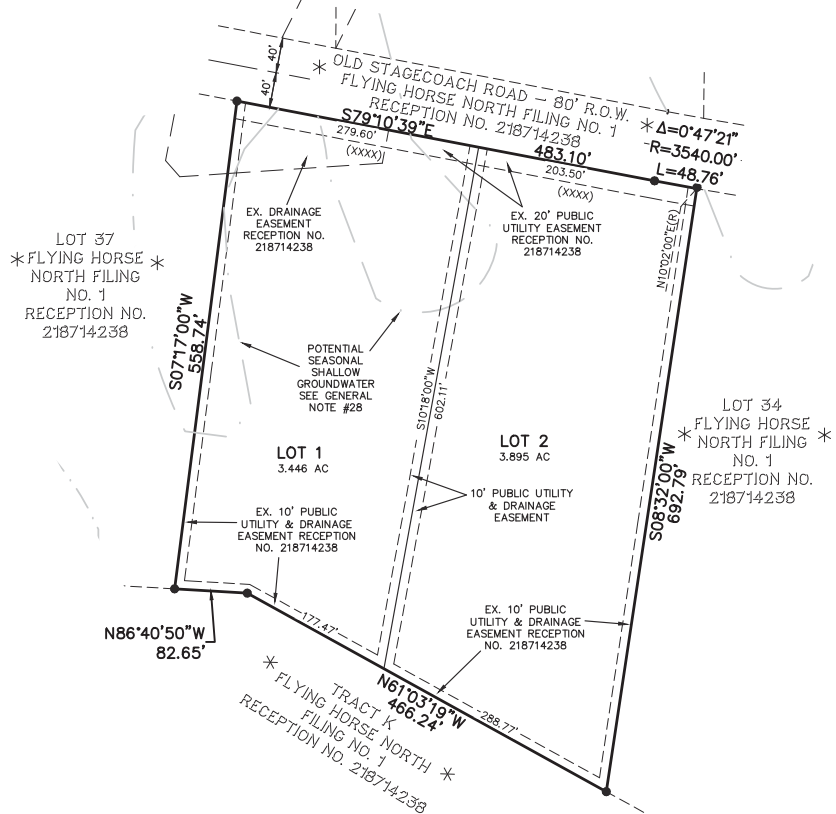 40'
40'
* OLD STAGECOACH ROAD – 80' R.O.W.
FLYING HORSE NORTH FILING NO. 1
RECEPTION NO. 218714238
* Δ=0°47'21"
R=3540.00'
L=48.76'
S79°10'39"E
483.10'
279.60'
(XXXX)
203.50'
(XXXX)
EX. DRAINAGE
EASEMENT
RECEPTION NO.
218714238
EX. 20' PUBLIC
UTILITY EASEMENT
RECEPTION NO.
218714238
N10°02'00"E(R)
LOT 37
* FLYING HORSE *
NORTH FILING
NO. 1
RECEPTION NO.
218714238
S07°17'00"W
558.74'
POTENTIAL
SEASONAL
SHALLOW
GROUNDWATER
SEE GENERAL
NOTE #28
S10°18'00"W
602.11'
LOT 1
3.446 AC
LOT 2
3.895 AC
LOT 34
FLYING HORSE
* NORTH FILING *
NO. 1
RECEPTION NO.
218714238
S08°32'00"W
692.79'
10' PUBLIC UTILITY
& DRAINAGE
EASEMENT
EX. 10' PUBLIC
UTILITY & DRAINAGE
EASEMENT RECEPTION
NO. 218714238
EX. 10' PUBLIC
UTILITY & DRAINAGE
EASEMENT RECEPTION
NO. 218714238
N86°40'50"W
82.65'
177.47'
N61°03'19"W
466.24'
288.77'
TRACT K
* FLYING HORSE NORTH *
FILING NO. 1
RECEPTION NO. 218714238